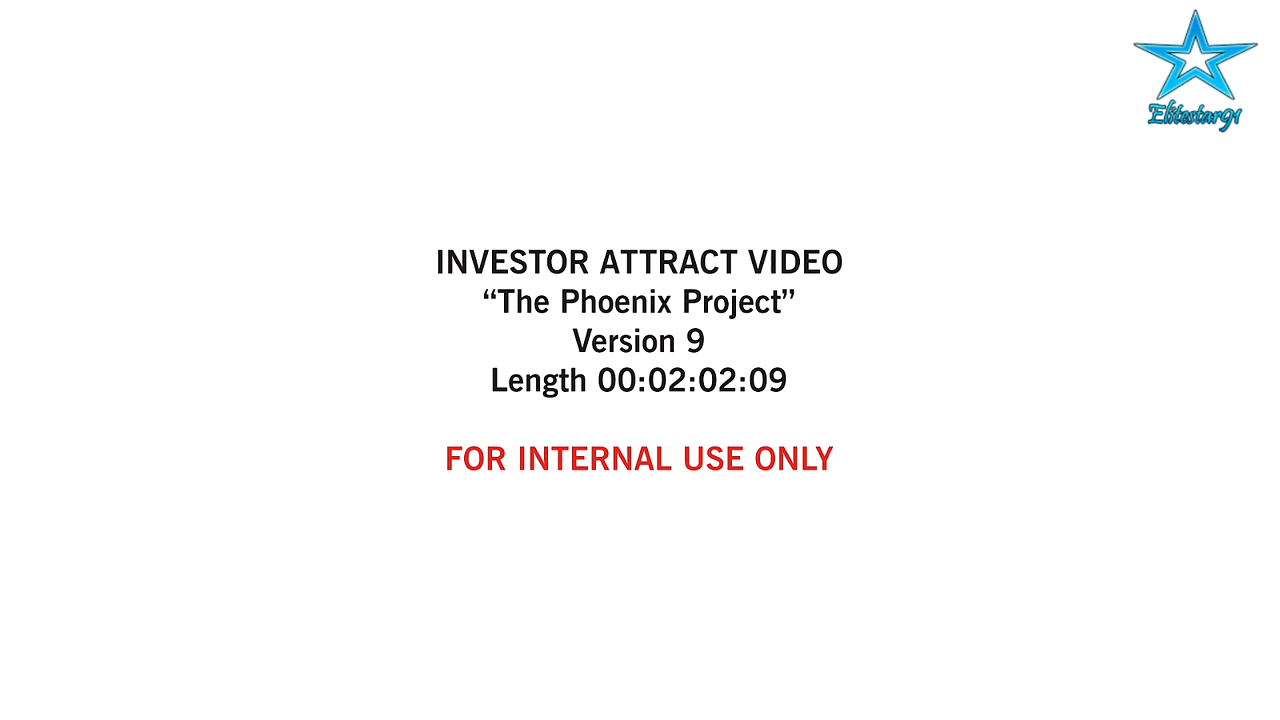 Elitestar91
INVESTOR ATTRACT VIDEO
“The Phoenix Project”
Version 9
Length 00:02:02:09
FOR INTERNAL USE ONLY